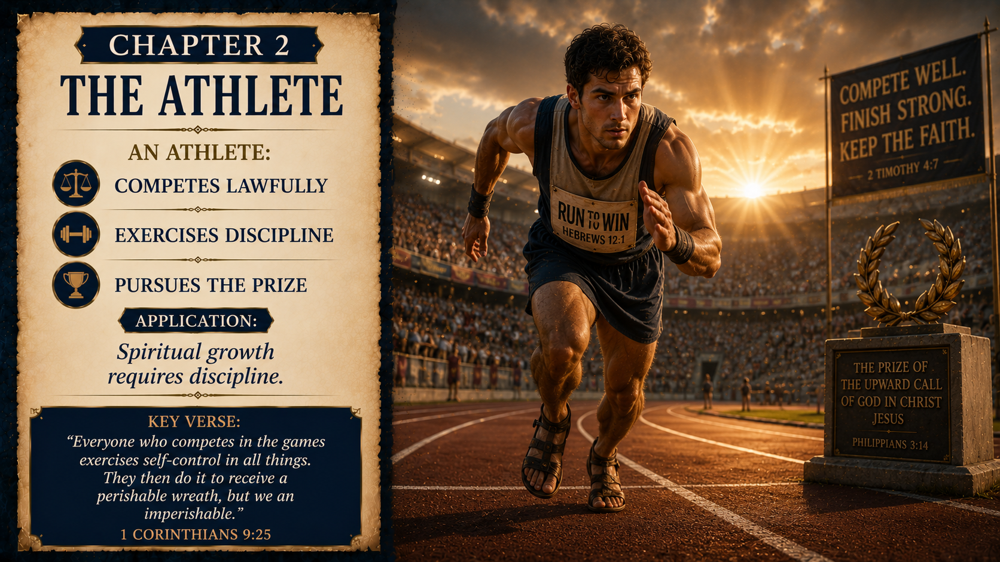 CHAPTER 2
THE ATHLETE
AN ATHLETE:
COMPETES LAWFULLY
EXERCISES DISCIPLINE
PURSUES THE PRIZE
APPLICATION:
Spiritual growth
requires discipline.
KEY VERSE:
“Everyone who competes in the games
exercises self-control in all things.
They then do it to receive a
perishable wreath, but we an
imperishable.”
1 CORINTHIANS 9:25
RUN TO WIN
HEBREWS 12:1
COMPETE WELL.
FINISH STRONG.
KEEP THE FAITH.
2 TIMOTHY 4:7
THE PRIZE OF
THE UPWARD CALL
OF GOD IN CHRIST
JESUS
PHILIPPIANS 3:14